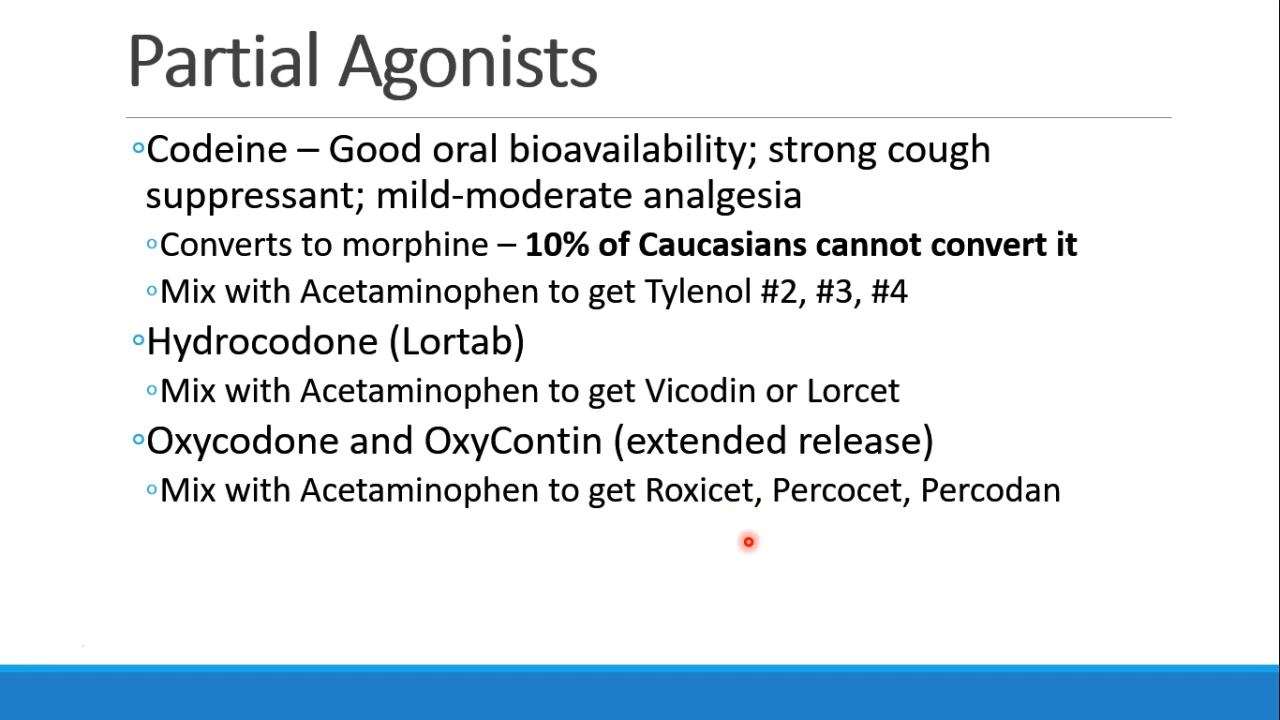 Partial Agonists
◦Codeine – Good oral bioavailability; strong cough
suppressant; mild-moderate analgesia
◦Converts to morphine – 10% of Caucasians cannot convert it
◦Mix with Acetaminophen to get Tylenol #2, #3, #4
◦Hydrocodone (Lortab)
◦Mix with Acetaminophen to get Vicodin or Lorcet
◦Oxycodone and OxyContin (extended release)
◦Mix with Acetaminophen to get Roxicet, Percocet, Percodan